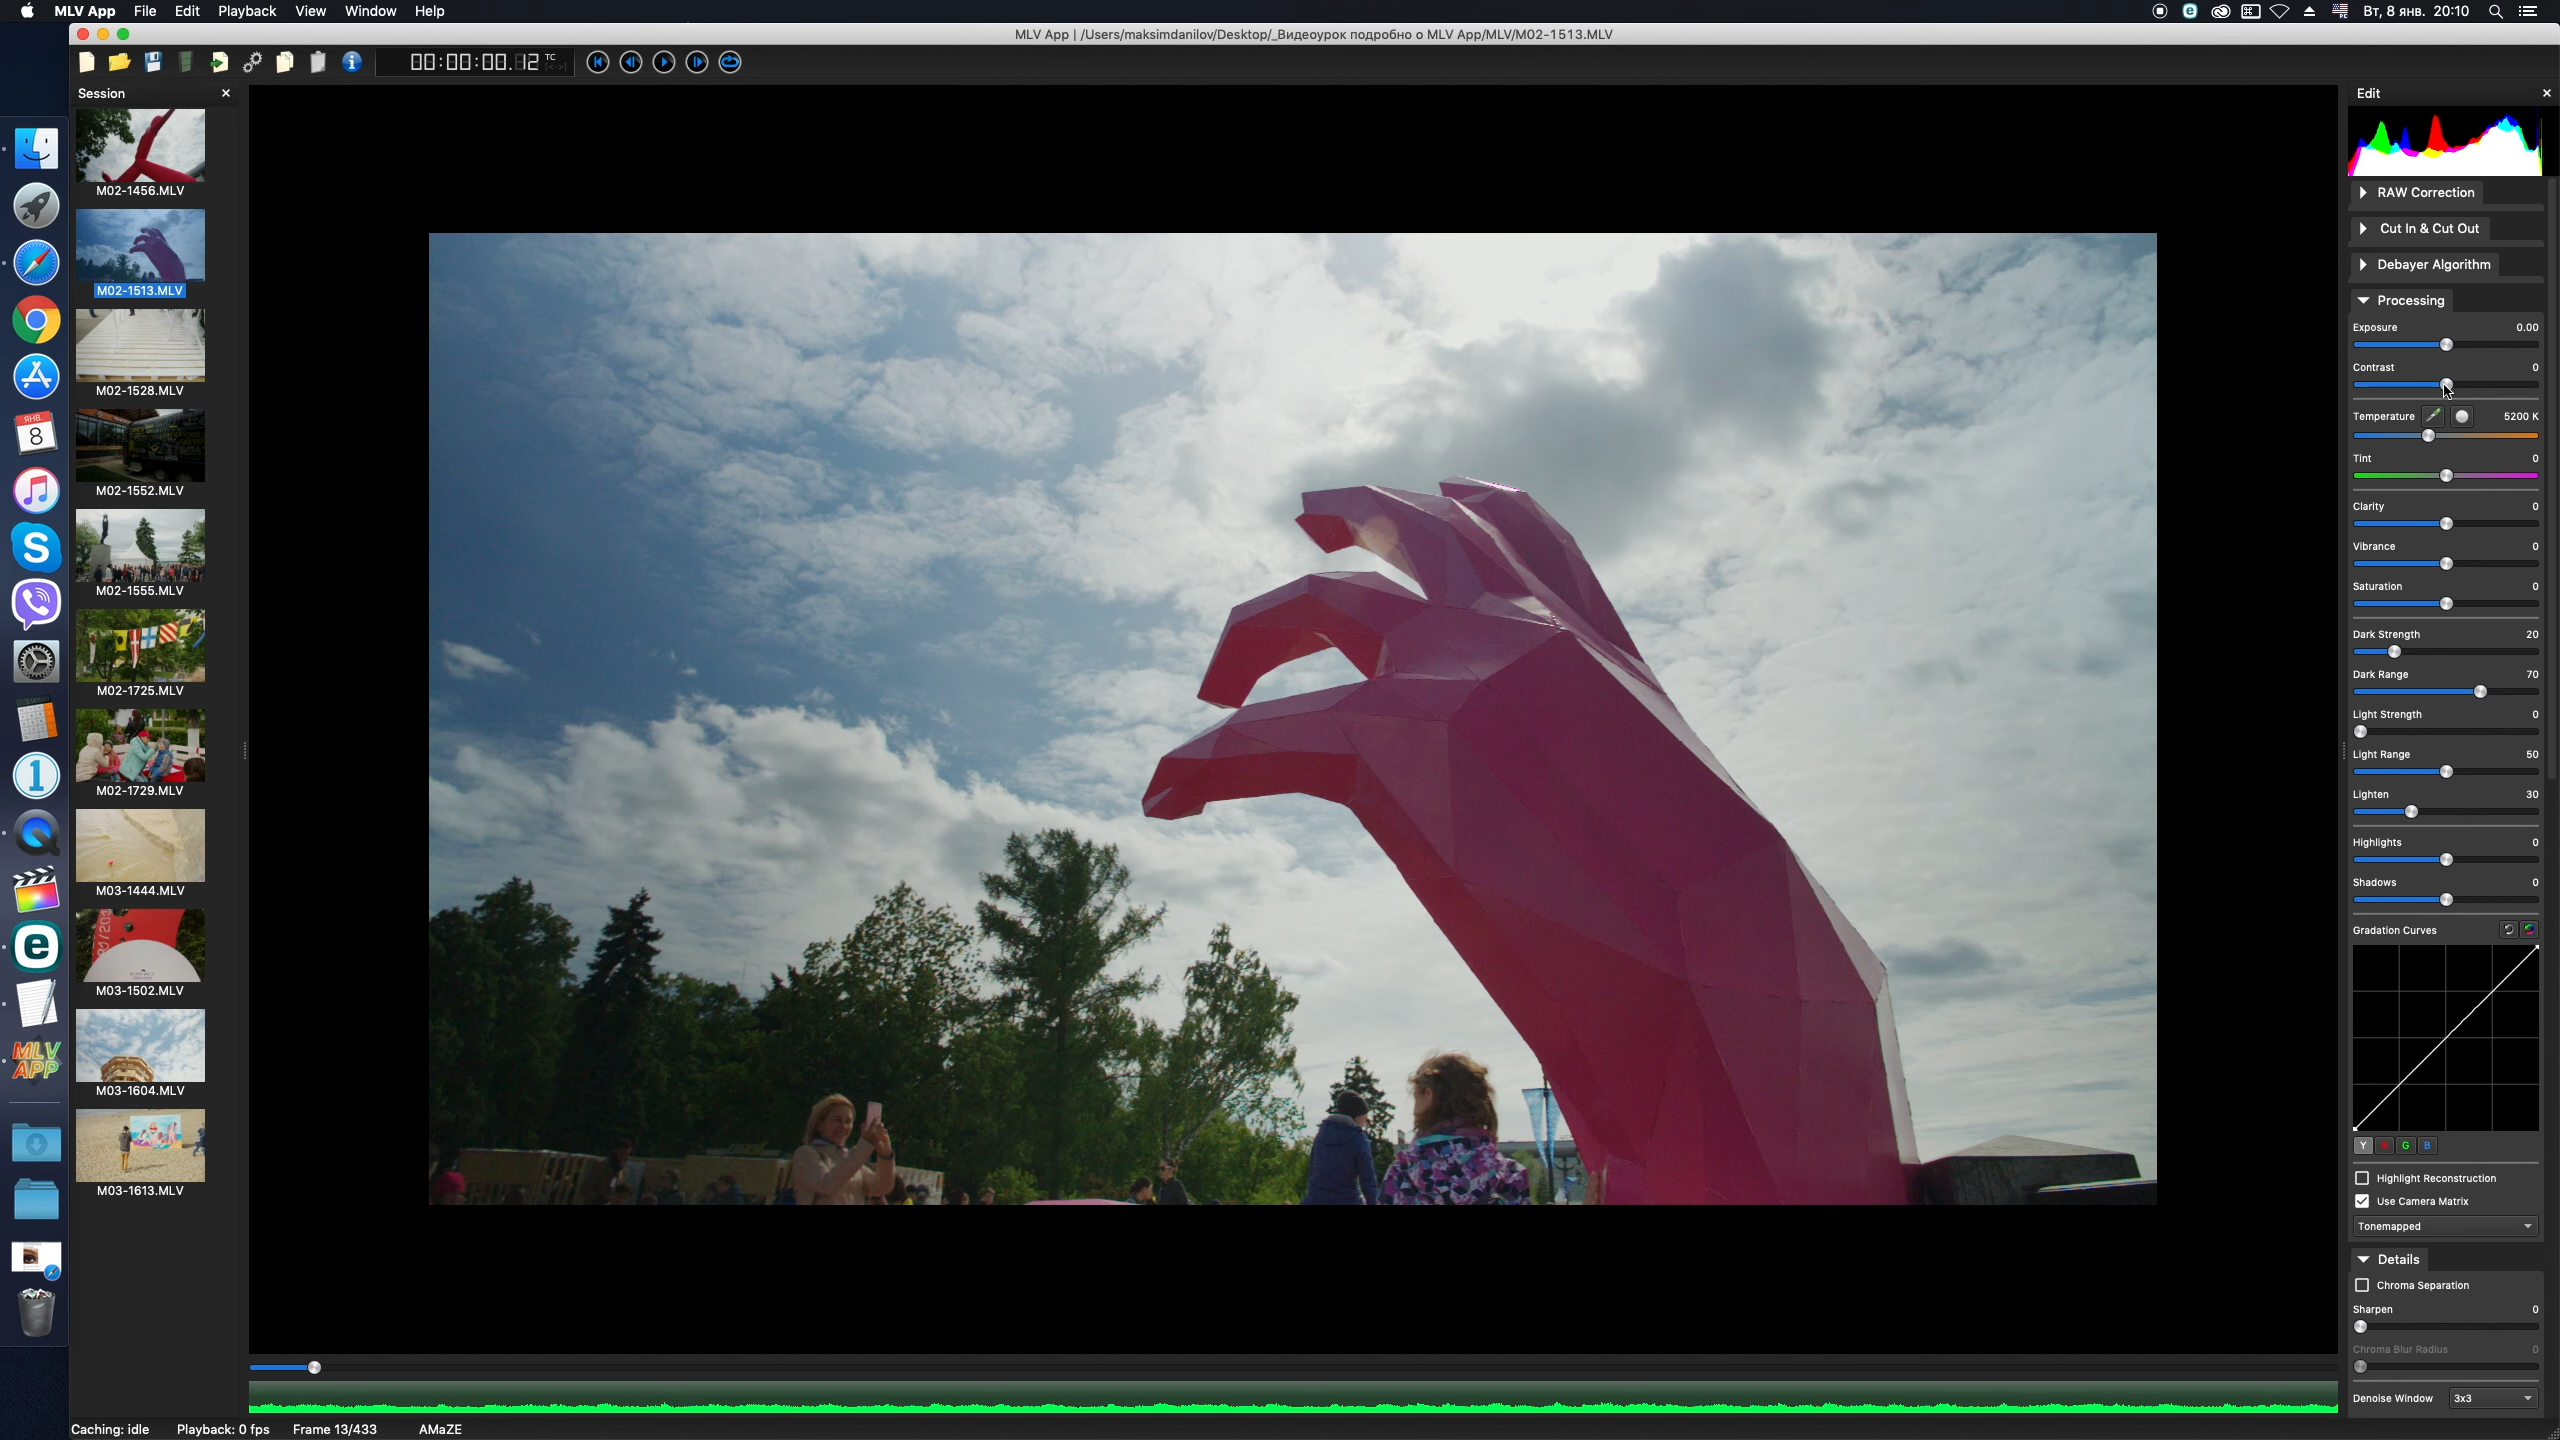 MLV App File Edit Playback View Window Help
Вт, 8 янв. 20:10
MLV App | /Users/maksimdanilov/Desktop/_Видеоурок подробно о MLV App/MLV/M02-1513.MLV
00:00:00.12 TC
Session
M02-1456.MLV
M02-1513.MLV
M02-1528.MLV
M02-1552.MLV
M02-1555.MLV
M02-1725.MLV
M02-1729.MLV
M03-1444.MLV
M03-1502.MLV
M03-1604.MLV
M03-1613.MLV
ЯНВ.
8
MLV
APP
Edit
RAW Correction
Cut In & Cut Out
Debayer Algorithm
Processing
Exposure 0.00
Contrast 0
Temperature 5200 K
Tint 0
Clarity 0
Vibrance 0
Saturation 0
Dark Strength 20
Dark Range 70
Light Strength 0
Light Range 50
Lighten 30
Highlights 0
Shadows 0
Gradation Curves
Y R G B
Highlight Reconstruction
Use Camera Matrix
Tonemapped
Details
Chroma Separation
Sharpen 0
Chroma Blur Radius 0
Denoise Window 3x3
Caching: idle Playback: 0 fps Frame 13/433 AMaZE